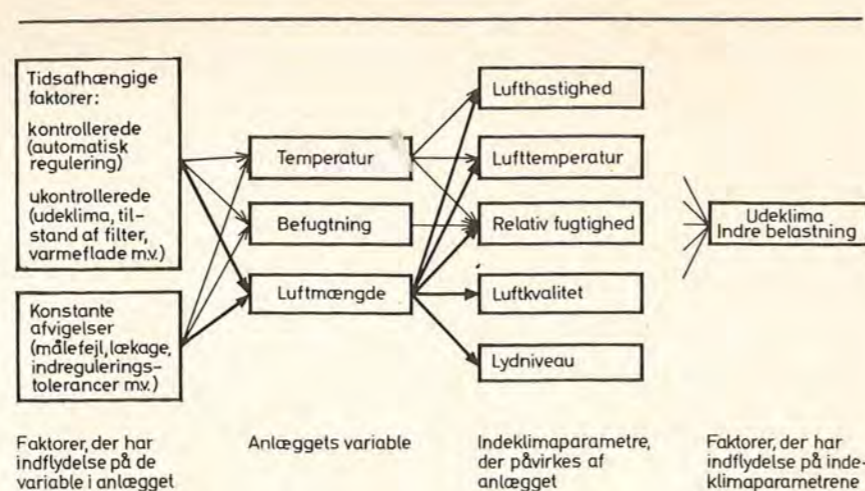 Tidsafhængige
faktorer:
kontrollerede
(automatisk
regulering)
ukontrollerede
(udeklima, til-
stand af filter,
varmeflade m.v.)
Konstante
afvigelser
(målefejl, lækage,
indregulerings-
tolerancer m.v.)
Temperatur
Befugtning
Luftmængde
Lufthastighed
Lufttemperatur
Relativ fugtighed
Luftkvalitet
Lydniveau
Udeklima
Indre belastning
Faktorer, der har
indflydelse på de
variable i anlægget
Anlæggets variable
Indeklimaparametre,
der påvirkes af
anlægget
Faktorer, der har
indflydelse på inde-
klimaparametrene